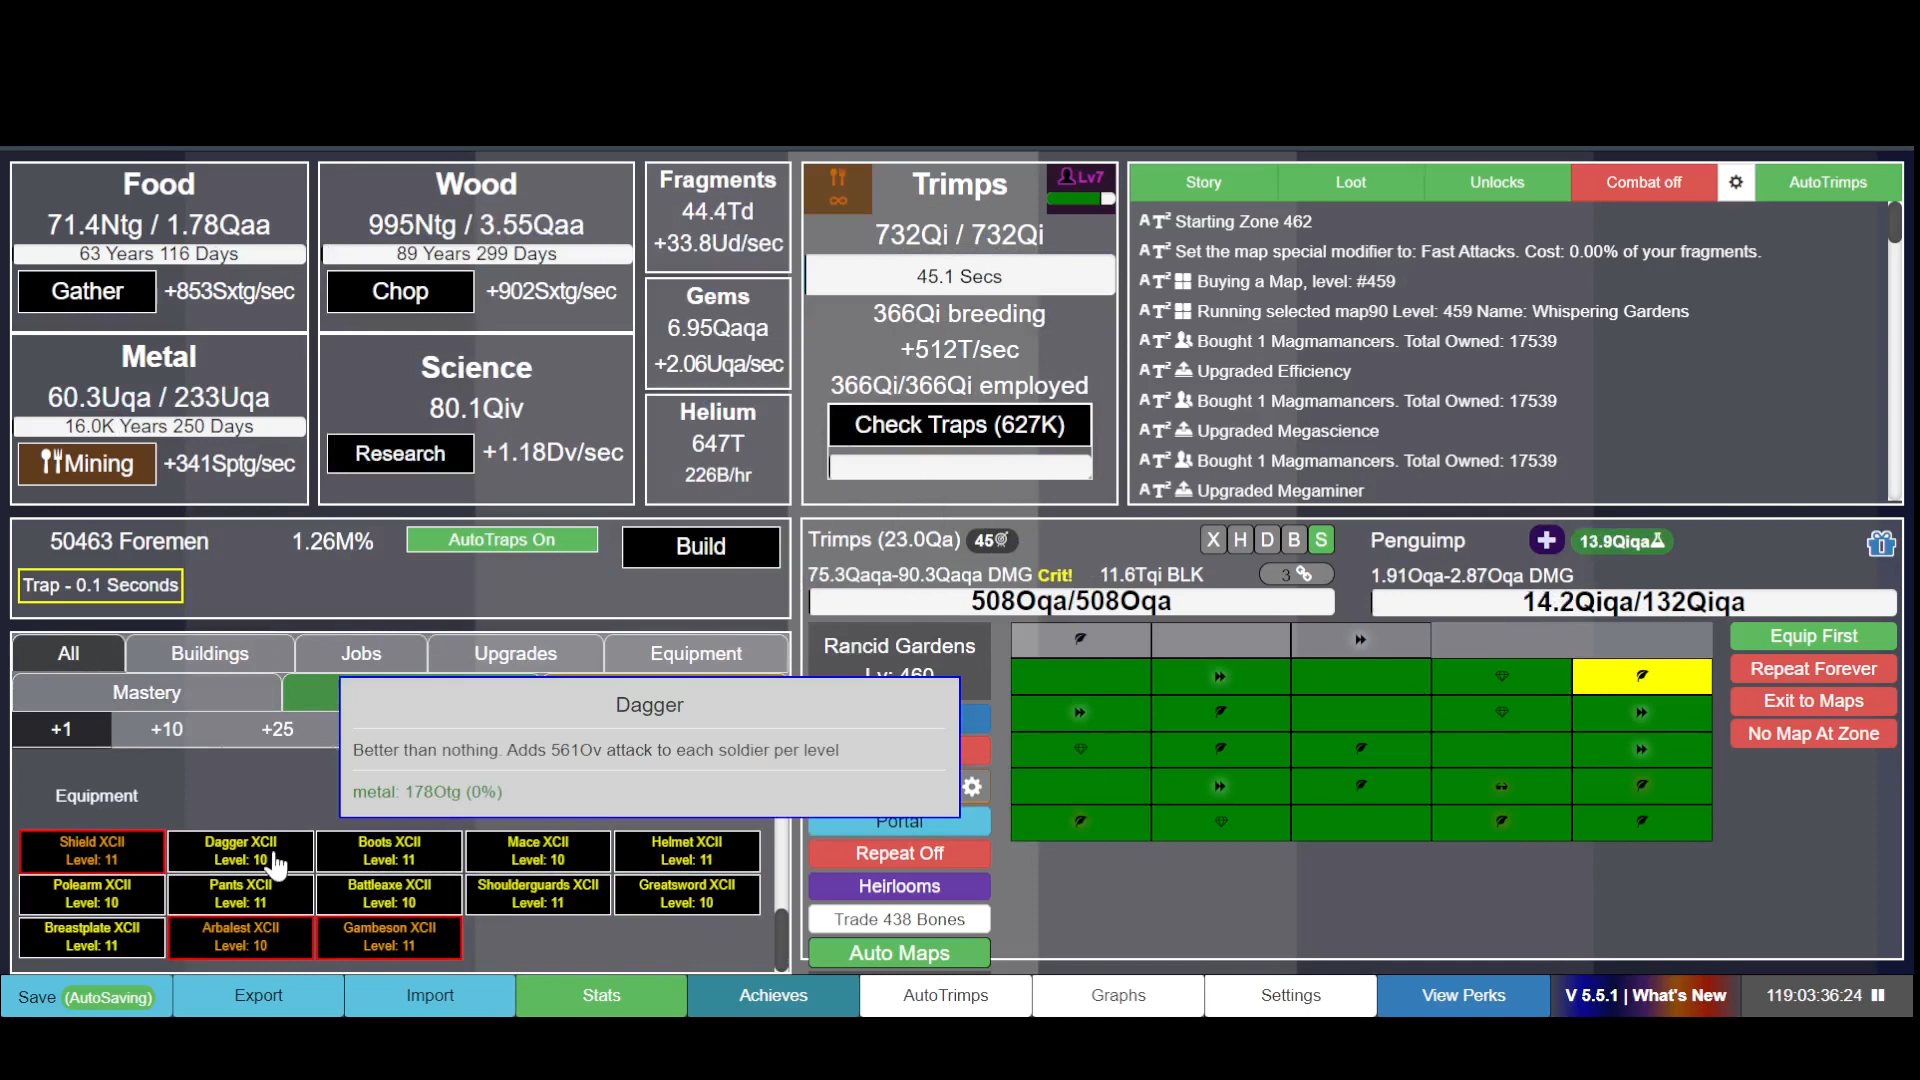 Food
71.4Ntg / 1.78Qaa
63 Years 116 Days
Gather
+853Sxtg/sec
Wood
995Ntg / 3.55Qaa
89 Years 299 Days
Chop
+902Sxtg/sec
Metal
60.3Uqa / 233Uqa
16.0K Years 250 Days
Mining
+341Sptg/sec
Science
80.1Qiv
Research
+1.18Dv/sec
Fragments
44.4Td
+33.8Ud/sec
Gems
6.95Qaqa
+2.06Uqa/sec
Helium
647T
226B/hr
Trimps
Lv7
732Qi / 732Qi
45.1 Secs
366Qi breeding
+512T/sec
366Qi/366Qi employed
Check Traps (627K)
Story
Loot
Unlocks
Combat off
AutoTrimps
AT² Starting Zone 462
AT² Set the map special modifier to: Fast Attacks. Cost: 0.00% of your fragments.
AT² Buying a Map, level: #459
AT² Running selected map90 Level: 459 Name: Whispering Gardens
AT² Bought 1 Magmamancers. Total Owned: 17539
AT² Upgraded Efficiency
AT² Bought 1 Magmamancers. Total Owned: 17539
AT² Upgraded Megascience
AT² Bought 1 Magmamancers. Total Owned: 17539
AT² Upgraded Megaminer
50463 Foremen
1.26M%
AutoTraps On
Build
Trap - 0.1 Seconds
Trimps (23.0Qa)
45
X H D B S
75.3Qaqa-90.3Qaqa DMG Crit!
11.6Tqi BLK
3
508Oqa/508Oqa
Penguimp
13.9Qiqa
1.91Oqa-2.87Oqa DMG
14.2Qiqa/132Qiqa
All
Buildings
Jobs
Upgrades
Equipment
Mastery
+1
+10
+25
Dagger
Better than nothing. Adds 561Ov attack to each soldier per level
metal: 178Otg (0%)
Equipment
Shield XCII
Level: 11
Dagger XCII
Level: 10
Boots XCII
Level: 11
Mace XCII
Level: 10
Helmet XCII
Level: 11
Polearm XCII
Level: 10
Pants XCII
Level: 11
Battleaxe XCII
Level: 10
Shoulderguards XCII
Level: 11
Greatsword XCII
Level: 10
Breastplate XCII
Level: 11
Arbalest XCII
Level: 10
Gambeson XCII
Level: 11
Rancid Gardens
Lv: 460
Portal
Repeat Off
Heirlooms
Trade 438 Bones
Auto Maps
Equip First
Repeat Forever
Exit to Maps
No Map At Zone
Save (AutoSaving)
Export
Import
Stats
Achieves
AutoTrimps
Graphs
Settings
View Perks
V 5.5.1 | What's New
119:03:36:24